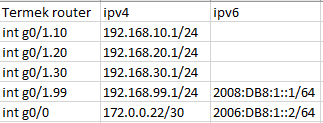 Termek router ipv4 ipv6
int g0/1.10 192.168.10.1/24
int g0/1.20 192.168.20.1/24
int g0/1.30 192.168.30.1/24
int g0/1.99 192.168.99.1/24 2008:DB8:1::1/64
int g0/0 172.0.0.22/30 2006:DB8:1::2/64